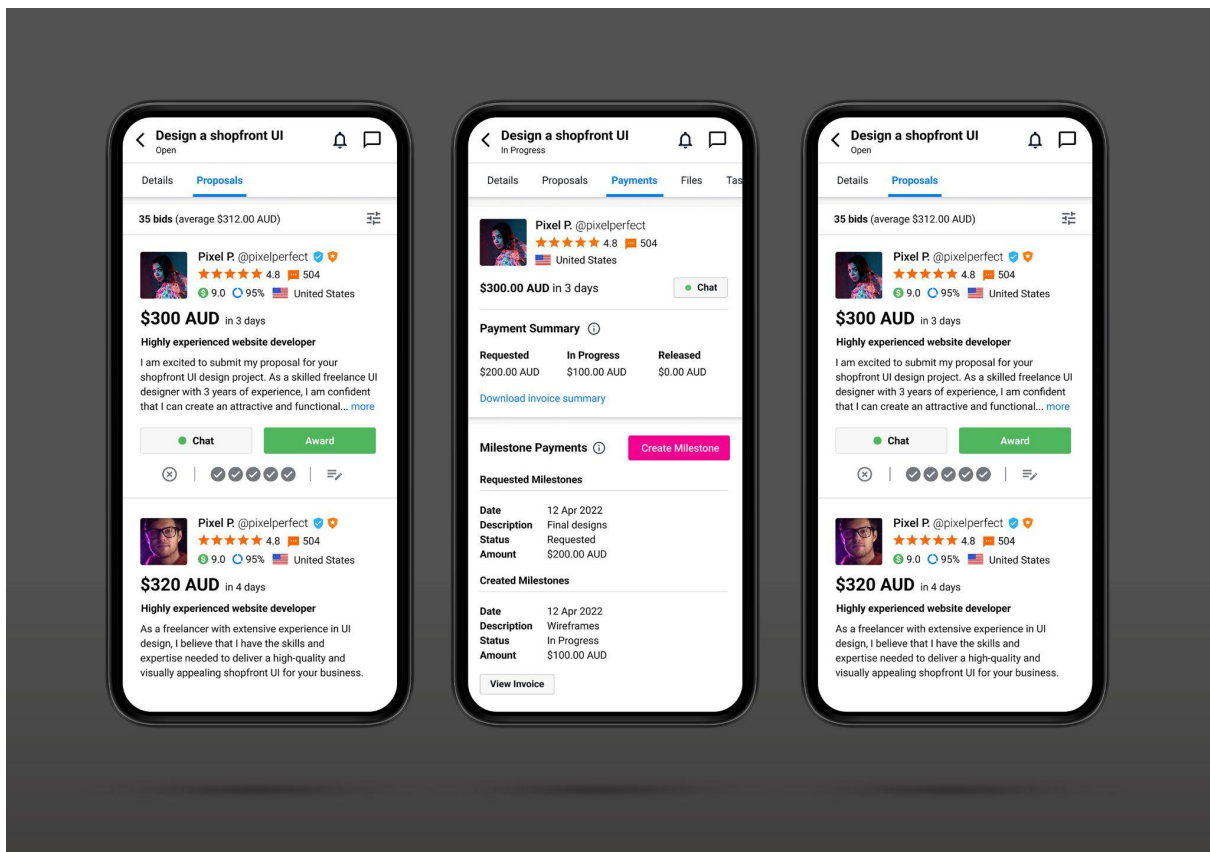 Design a shopfront UI
Open
Details Proposals
35 bids (average $312.00 AUD)
Pixel P. @pixelperfect
4.8 504
9.0 95% United States
$300 AUD in 3 days
Highly experienced website developer
I am excited to submit my proposal for your
shopfront UI design project. As a skilled freelance UI
designer with 3 years of experience, I am confident
that I can create an attractive and functional... more
Chat Award
Pixel P. @pixelperfect
4.8 504
9.0 95% United States
$320 AUD in 4 days
Highly experienced website developer
As a freelancer with extensive experience in UI
design, I believe that I have the skills and
expertise needed to deliver a high-quality and
visually appealing shopfront UI for your business.
Design a shopfront UI
In Progress
Details Proposals Payments Files Tas
Pixel P. @pixelperfect
4.8 504
United States
$300.00 AUD in 3 days Chat
Payment Summary
Requested In Progress Released
$200.00 AUD $100.00 AUD $0.00 AUD
Download invoice summary
Milestone Payments Create Milestone
Requested Milestones
Date 12 Apr 2022
Description Final designs
Status Requested
Amount $200.00 AUD
Created Milestones
Date 12 Apr 2022
Description Wireframes
Status In Progress
Amount $100.00 AUD
View Invoice
Design a shopfront UI
Open
Details Proposals
35 bids (average $312.00 AUD)
Pixel P. @pixelperfect
4.8 504
9.0 95% United States
$300 AUD in 3 days
Highly experienced website developer
I am excited to submit my proposal for your
shopfront UI design project. As a skilled freelance UI
designer with 3 years of experience, I am confident
that I can create an attractive and functional... more
Chat Award
Pixel P. @pixelperfect
4.8 504
9.0 95% United States
$320 AUD in 4 days
Highly experienced website developer
As a freelancer with extensive experience in UI
design, I believe that I have the skills and
expertise needed to deliver a high-quality and
visually appealing shopfront UI for your business.